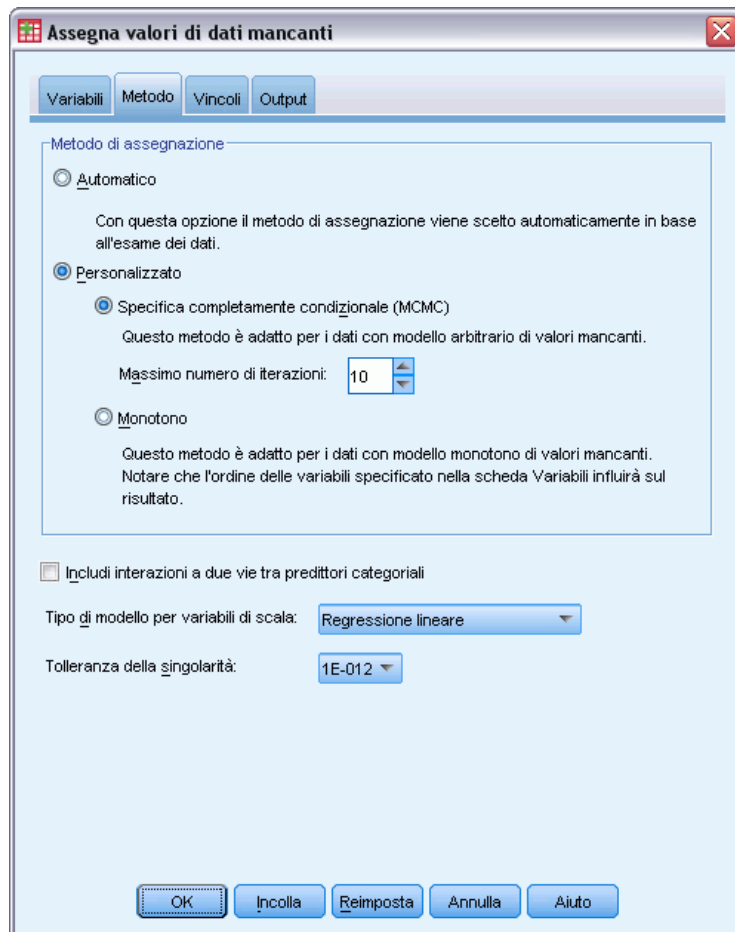 Assegna valori di dati mancanti
Variabili Metodo Vincoli Output
Metodo di assegnazione
Automatico
Con questa opzione il metodo di assegnazione viene scelto automaticamente in base
all'esame dei dati.
Personalizzato
Specifica completamente condizionale (MCMC)
Questo metodo è adatto per i dati con modello arbitrario di valori mancanti.
Massimo numero di iterazioni: 10
Monotono
Questo metodo è adatto per i dati con modello monotono di valori mancanti.
Notare che l'ordine delle variabili specificato nella scheda Variabili influirà sul
risultato.
Includi interazioni a due vie tra predittori categoriali
Tipo di modello per variabili di scala: Regressione lineare
Tolleranza della singolarità: 1E-012
OK Incolla Reimposta Annulla Aiuto